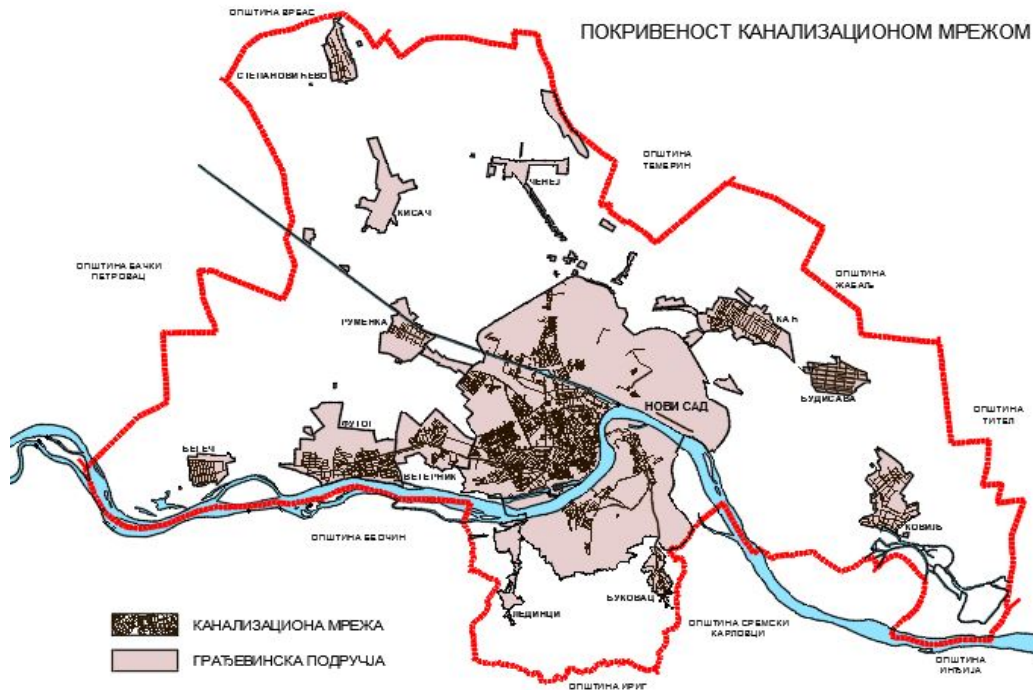 ОПШТИНА ВРБАС
ПОКРИВЕНОСТ КАНАЛИЗАЦИОНОМ МРЕЖОМ
СТЕПАНОВИЋЕВО
ОПШТИНА
ТЕМЕРИН
ЧЕНЕЈ
КИСАЧ
ОПШТИНА БАЧКИ
ПЕТРОВАЦ
ОПШТИНА
ЖАБАЉ
РУМЕНКА
КАЋ
БУДИСАВА
НОВИ САД
ОПШТИНА
ТИТЕЛ
ФУТОГ
БЕГЕЧ
ВЕТЕРНИК
КОВИЉ
ОПШТИНА БЕОЧИН
БУКОВАЦ
ЛЕДИНЦИ
ОПШТИНА СРЕМСКИ
КАРЛОВЦИ
КАНАЛИЗАЦИОНА МРЕЖА
ГРАЂЕВИНСКА ПОДРУЧЈА
ОПШТИНА
ИНЂИЈА
ОПШТИНА ИРИГ